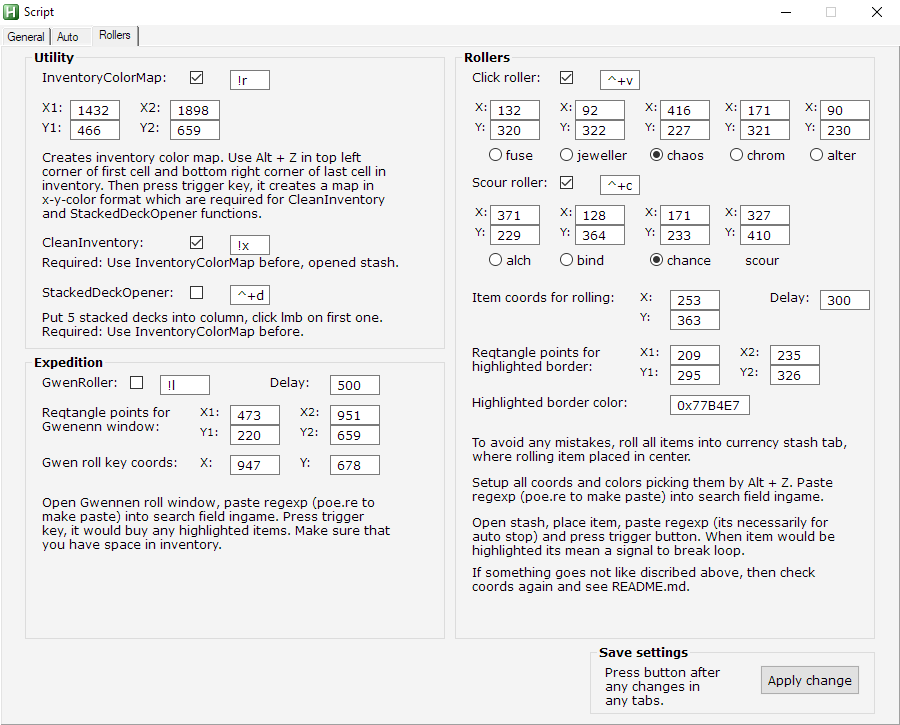 Script
General Auto Rollers
Utility
InventoryColorMap: !r
X1: 1432 X2: 1898
Y1: 466 Y2: 659
Creates inventory color map. Use Alt + Z in top left
corner of first cell and bottom right corner of last cell in
inventory. Then press trigger key, it creates a map in
x-y-color format which are required for CleanInventory
and StackedDeckOpener functions.
CleanInventory: !x
Required: Use InventoryColorMap before, opened stash.
StackedDeckOpener: ^+d
Put 5 stacked decks into column, click lmb on first one.
Required: Use InventoryColorMap before.
Expedition
GwenRoller: !l Delay: 500
Reqtangle points for
Gwenenn window:
X1: 473 X2: 951
Y1: 220 Y2: 659
Gwen roll key coords: X: 947 Y: 678
Open Gwennen roll window, paste regexp (poe.re to
make paste) into search field ingame. Press trigger
key, it would buy any highlighted items. Make sure that
you have space in inventory.
Rollers
Click roller: ^+v
X: 132 X: 92 X: 416 X: 171 X: 90
Y: 320 Y: 322 Y: 227 Y: 321 Y: 230
fuse jeweller chaos chrom alter
Scour roller: ^+c
X: 371 X: 128 X: 171 X: 327
Y: 229 Y: 364 Y: 233 Y: 410
alch bind chance scour
Item coords for rolling: X: 253 Delay: 300
Y: 363
Reqtangle points for
highlighted border:
X1: 209 X2: 235
Y1: 295 Y2: 326
Highlighted border color: 0x77B4E7
To avoid any mistakes, roll all items into currency stash tab,
where rolling item placed in center.
Setup all coords and colors picking them by Alt + Z. Paste
regexp (poe.re to make paste) into search field ingame.
Open stash, place item, paste regexp (its necessarily for
auto stop) and press trigger button. When item would be
highlighted its mean a signal to break loop.
If something goes not like discribed above, then check
coords again and see README.md.
Save settings
Press button after
any changes in
any tabs.
Apply change